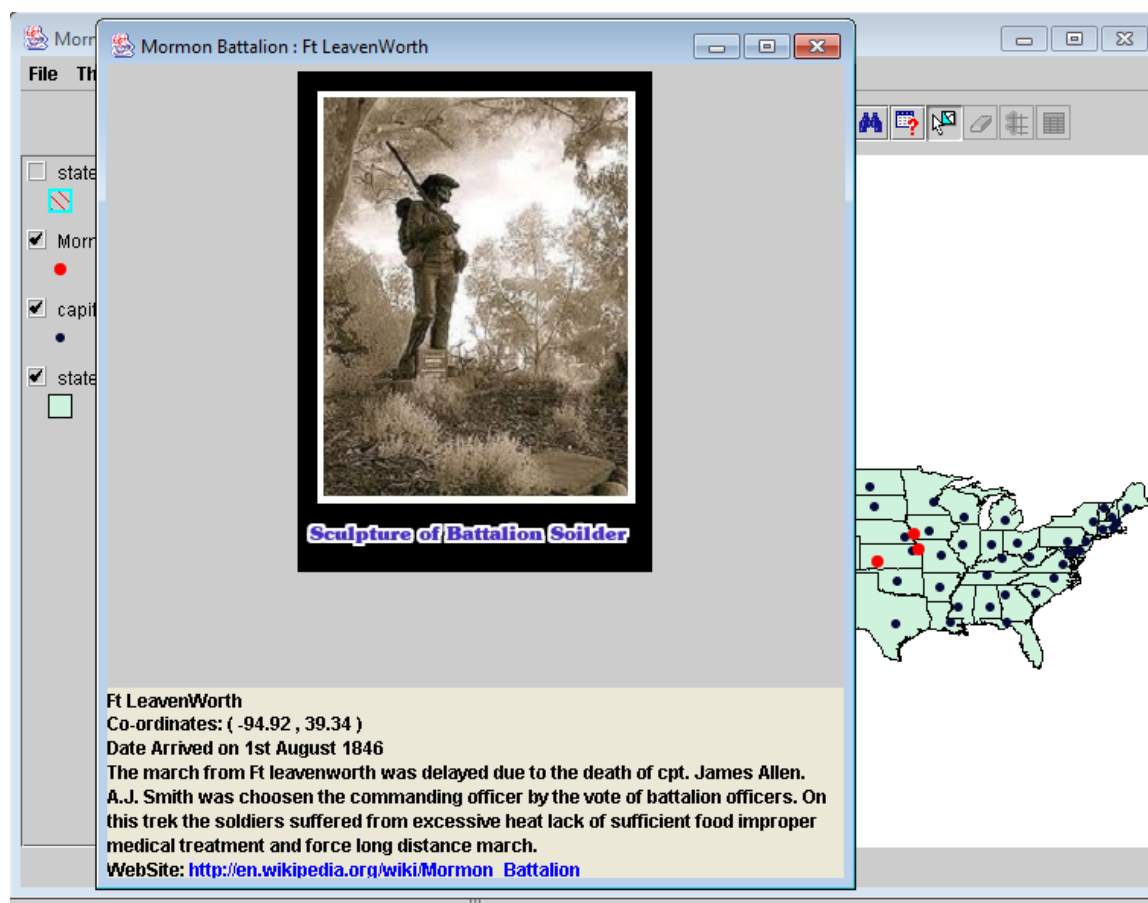 Morm
Mormon Battalion : Ft LeavenWorth
File Th
state
Morr
capit
state
Sculpture of Battalion Soilder
Ft LeavenWorth
Co-ordinates: ( -94.92 , 39.34 )
Date Arrived on 1st August 1846
The march from Ft leavenworth was delayed due to the death of cpt. James Allen.
A.J. Smith was choosen the commanding officer by the vote of battalion officers. On
this trek the soldiers suffered from excessive heat lack of sufficient food improper
medical treatment and force long distance march.
WebSite: http://en.wikipedia.org/wiki/Mormon_Battalion